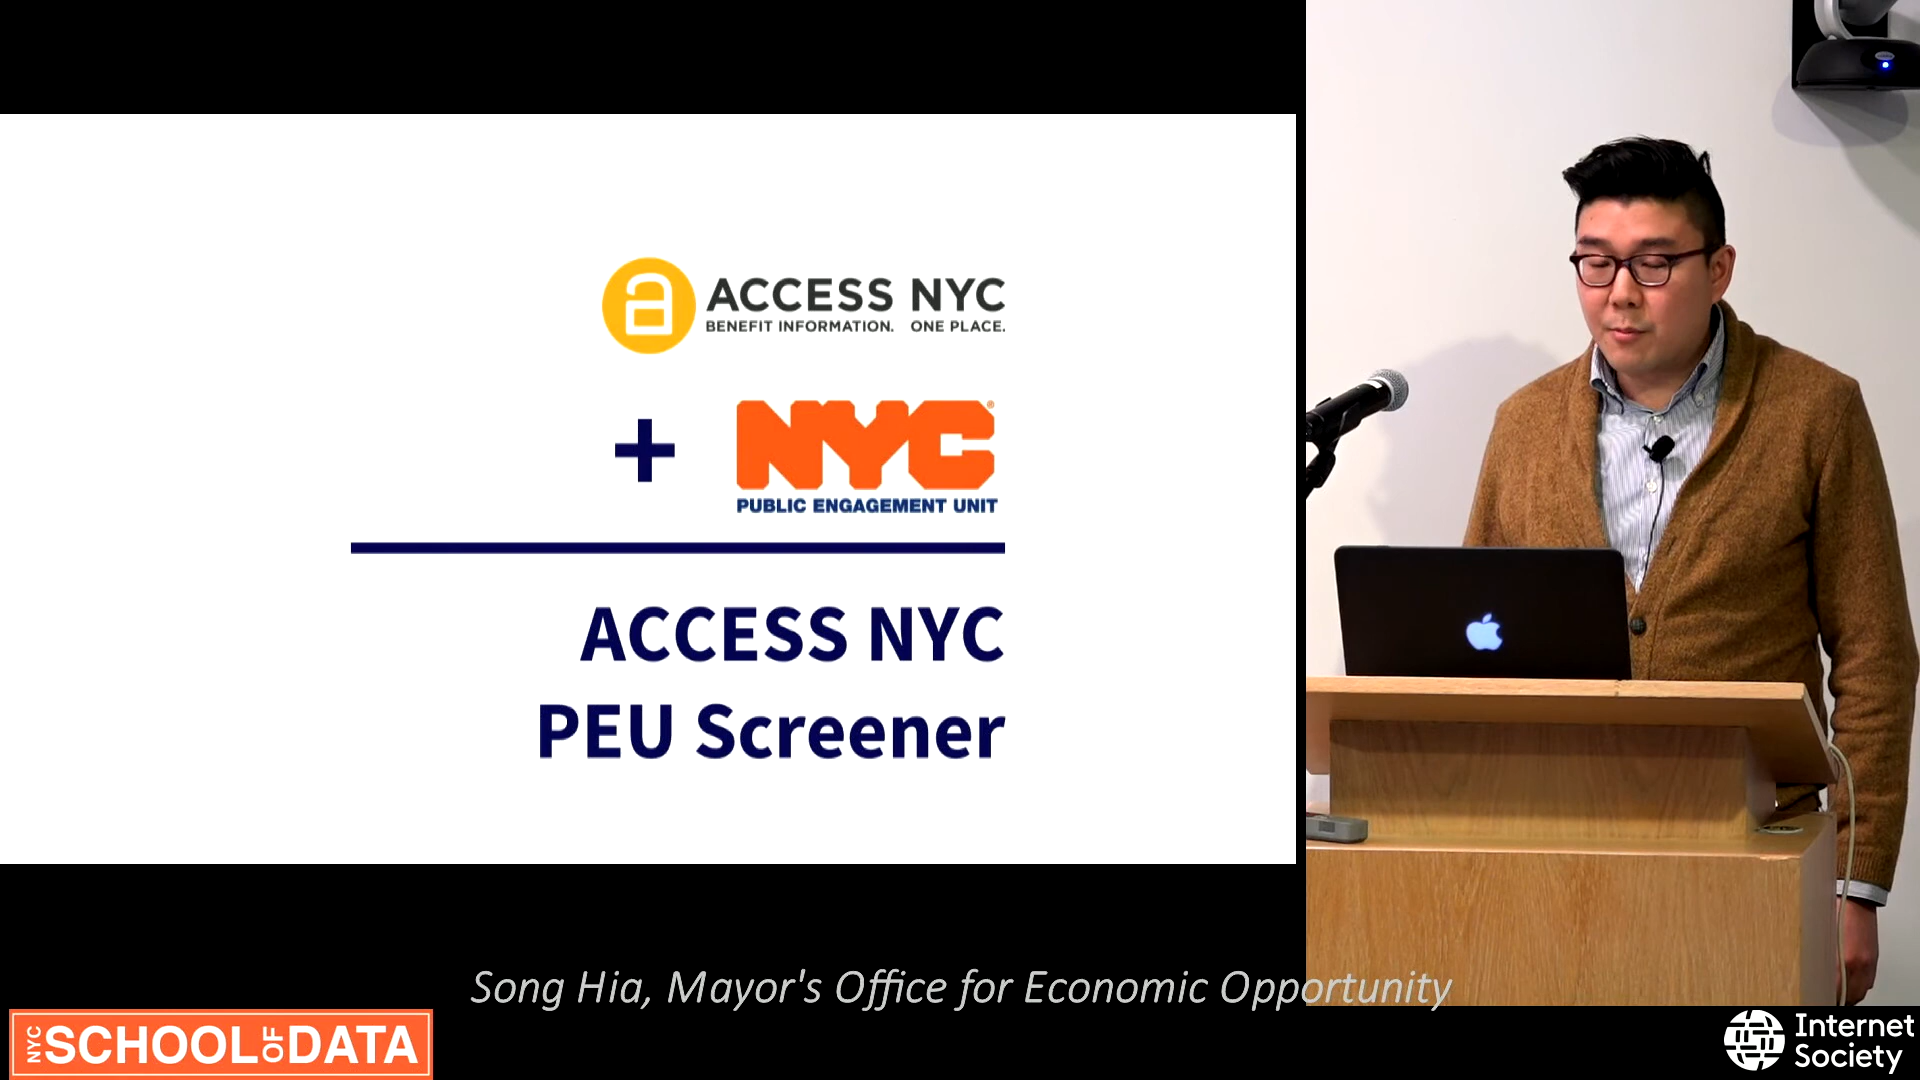 ACCESS NYC
BENEFIT INFORMATION. ONE PLACE.
+ NYC®
PUBLIC ENGAGEMENT UNIT
ACCESS NYC
PEU Screener
Song Hia, Mayor's Office for Economic Opportunity
NYC SCHOOL OF DATA
Internet
Society